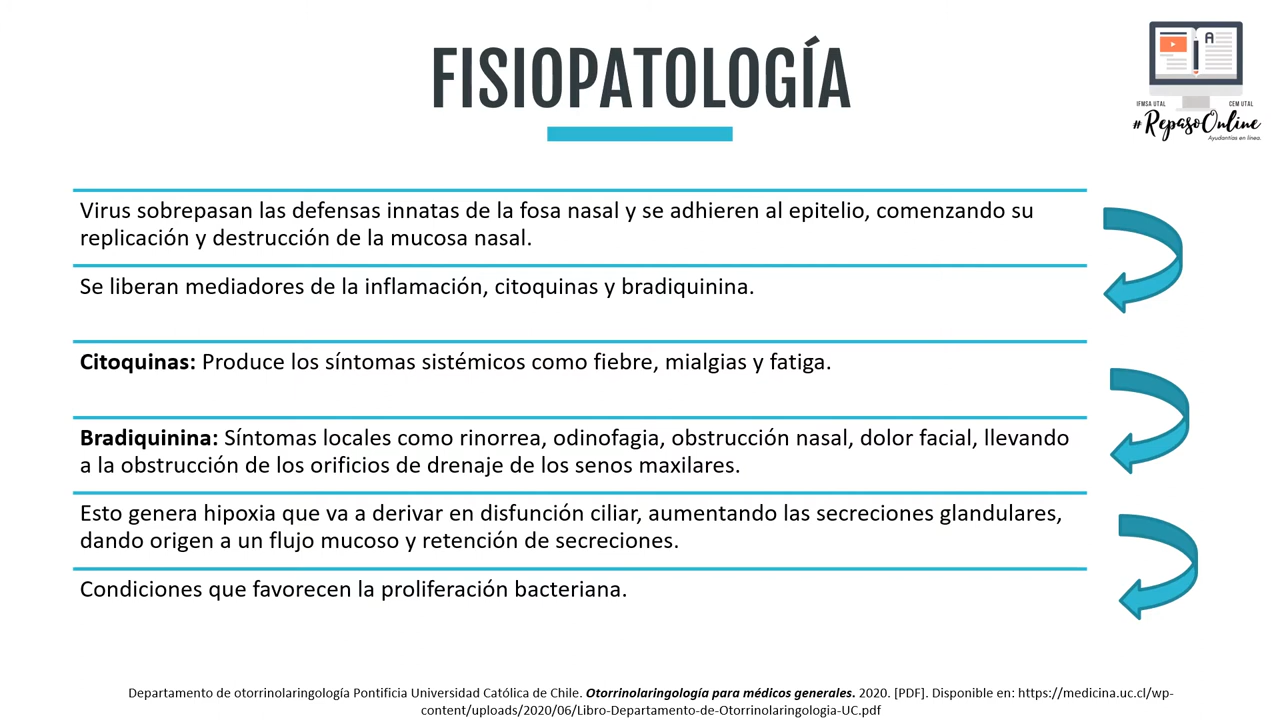 FISIOPATOLOGÍA
A
IFMSA UTAL
CEM UTAL
#RepasoOnline
Ayudantías en línea.
Virus sobrepasan las defensas innatas de la fosa nasal y se adhieren al epitelio, comenzando su
replicación y destrucción de la mucosa nasal.
Se liberan mediadores de la inflamación, citoquinas y bradiquinina.
Citoquinas: Produce los síntomas sistémicos como fiebre, mialgias y fatiga.
Bradiquinina: Síntomas locales como rinorrea, odinofagia, obstrucción nasal, dolor facial, llevando
a la obstrucción de los orificios de drenaje de los senos maxilares.
Esto genera hipoxia que va a derivar en disfunción ciliar, aumentando las secreciones glandulares,
dando origen a un flujo mucoso y retención de secreciones.
Condiciones que favorecen la proliferación bacteriana.
Departamento de otorrinolaringología Pontificia Universidad Católica de Chile. Otorrinolaringología para médicos generales. 2020. [PDF]. Disponible en: https://medicina.uc.cl/wp-
content/uploads/2020/06/Libro-Departamento-de-Otorrinolaringologia-UC.pdf